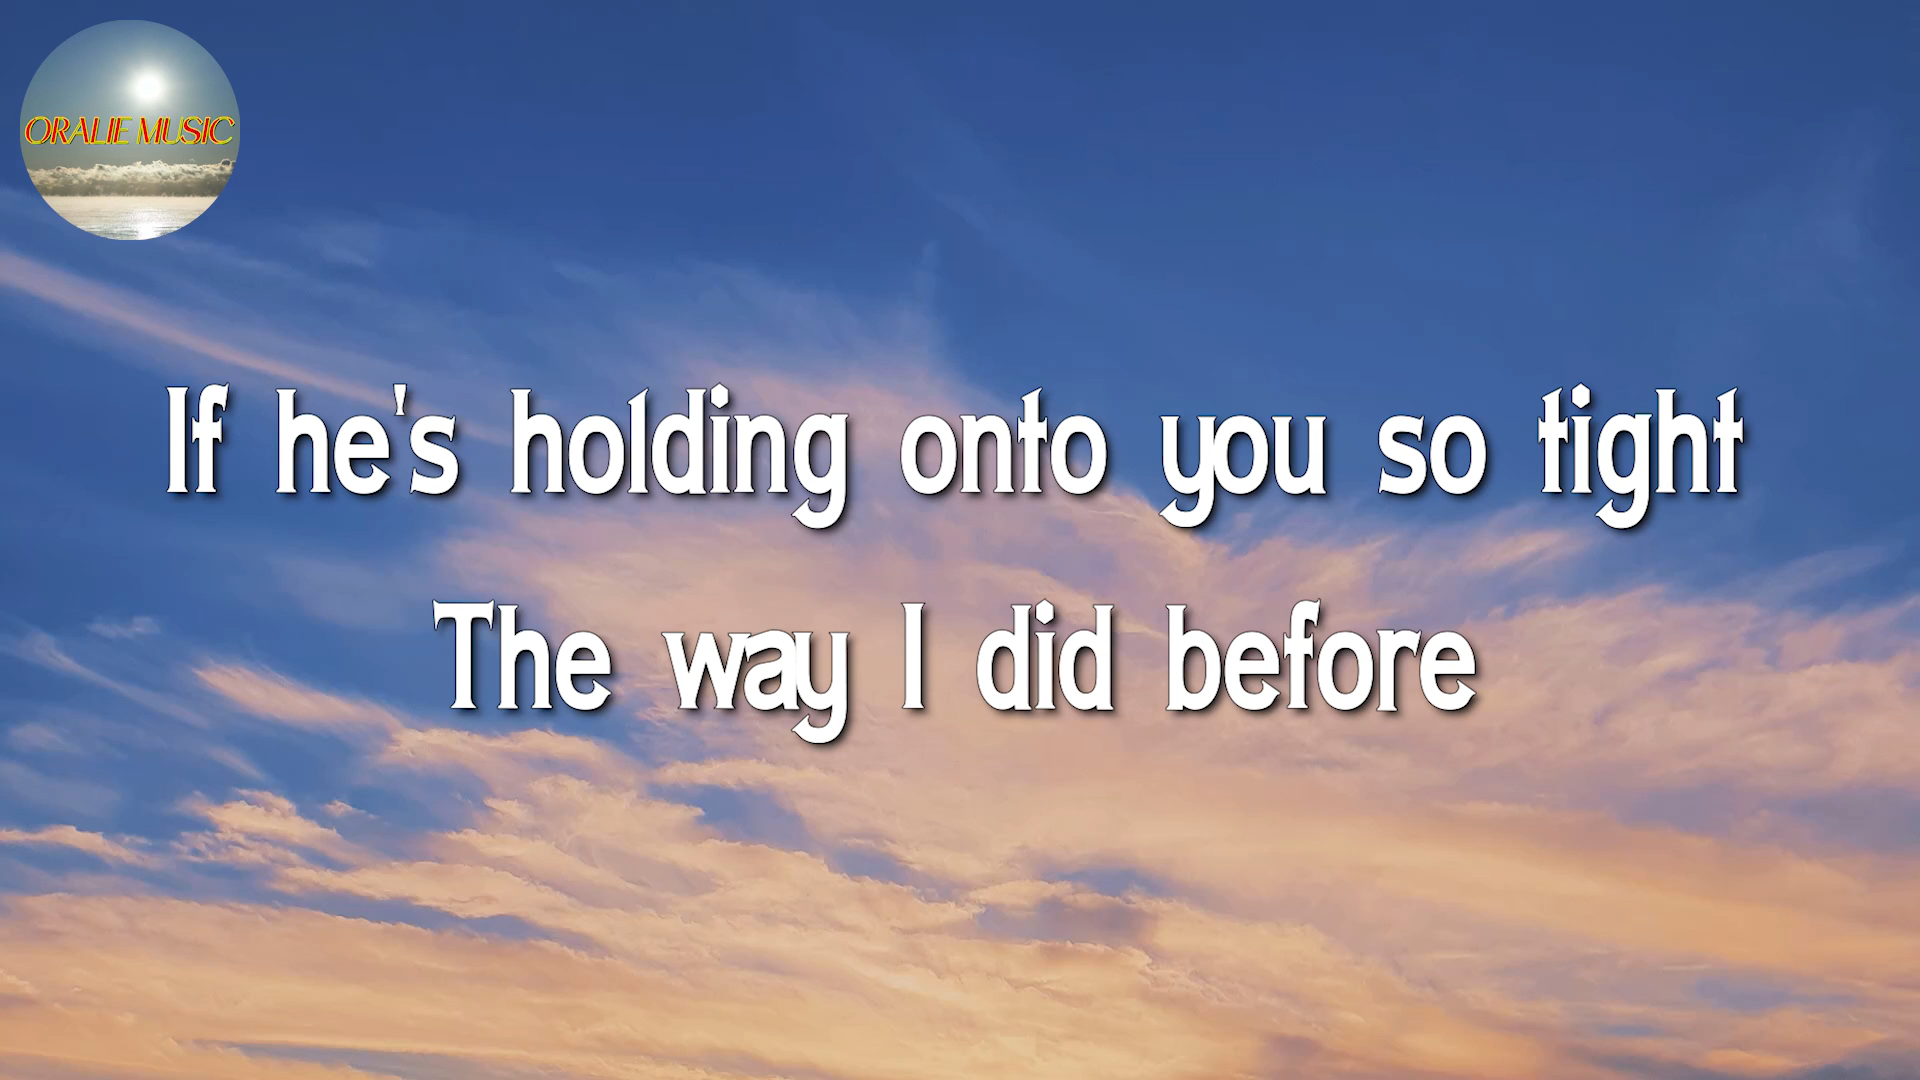 ORALIE MUSIC
If he's holding onto you so tight
The way I did before